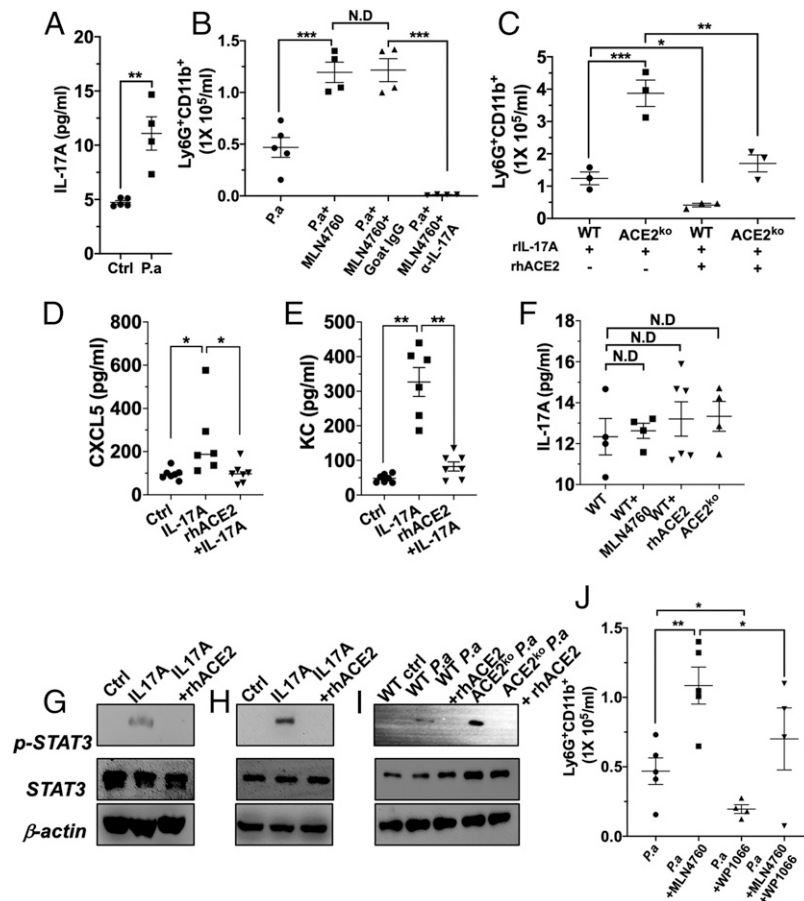 A
IL-17A (pg/ml)
20
15
10
5
0
**
Ctrl P.a
B
Ly6G+CD11b+
(1X 10⁵/ml)
1.5
1.0
0.5
0.0
N.D
*** ***
P.a
P.a+
MLN4760
P.a+
MLN4760+
Goat IgG
P.a+
MLN4760+
α-IL-17A
C
Ly6G+CD11b+
(1X 10⁵/ml)
5
4
3
2
1
0
**
*
***
WT ACE2ko WT ACE2ko
rIL-17A + + + +
rhACE2 - - + +
D
CXCL5 (pg/ml)
800
600
400
200
0
* *
Ctrl
IL-17A
rhACE2
+IL-17A
E
KC (pg/ml)
500
400
300
200
100
0
** **
Ctrl
IL-17A
rhACE2
+IL-17A
F
IL-17A (pg/ml)
18
16
14
12
10
N.D
N.D
N.D
WT
WT+
MLN4760
WT+
rhACE2
ACE2ko
G
Ctrl
IL17A
IL17A
+rhACE2
H
Ctrl
IL17A
IL17A
+rhACE2
I
WT ctrl
WT P.a
WT P.a
+rhACE2
ACE2ko P.a
ACE2ko P.a
+ rhACE2
p-STAT3
STAT3
β-actin
J
Ly6G+CD11b+
(1X 10⁵/ml)
1.5
1.0
0.5
0.0
*
** *
P.a
P.a
+MLN4760
P.a
+WP1066
P.a
+MLN4760
+WP1066